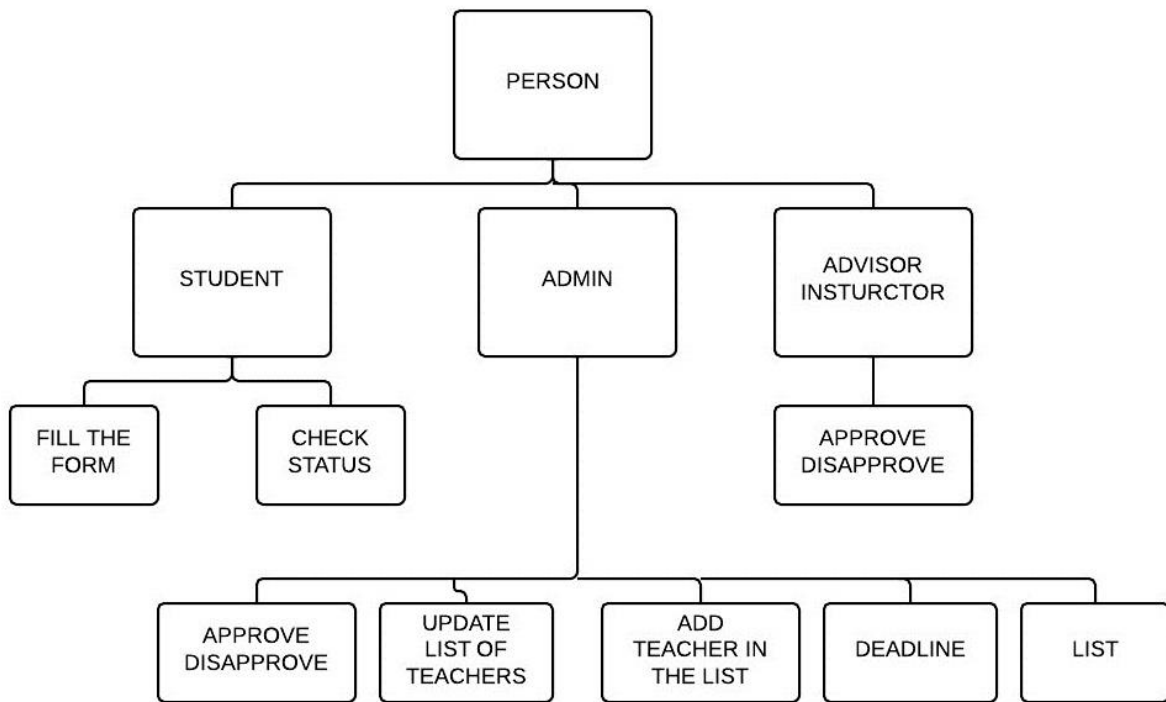 PERSON
STUDENT
ADMIN
ADVISOR
INSTURCTOR
FILL THE
FORM
CHECK
STATUS
APPROVE
DISAPPROVE
APPROVE
DISAPPROVE
UPDATE
LIST OF
TEACHERS
ADD
TEACHER IN
THE LIST
DEADLINE
LIST